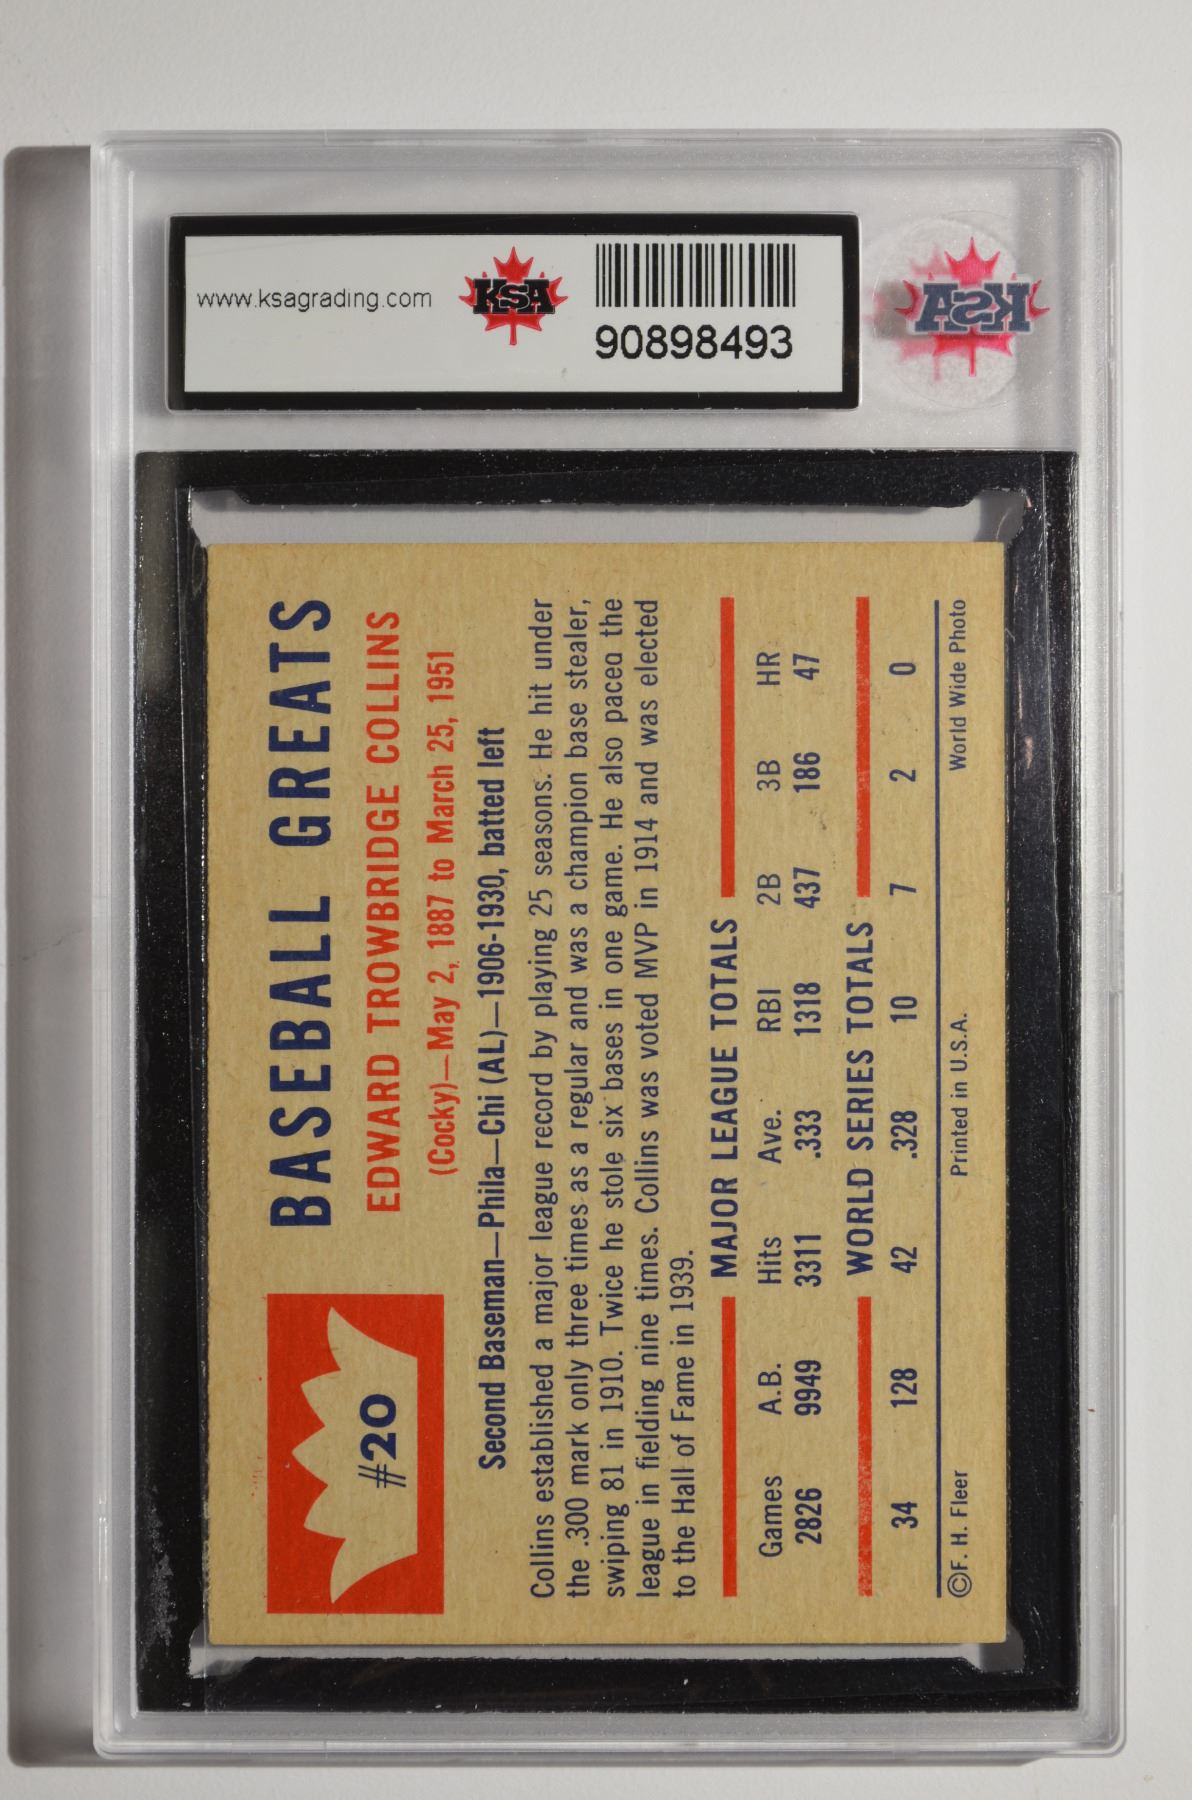 www.ksagrading.com
KSA
90898493
KSA
#20
BASEBALL GREATS
EDWARD TROWBRIDGE COLLINS
(Cocky)—May 2, 1887 to March 25, 1951
Second Baseman—Phila—Chi (AL)—1906-1930, batted left
Collins established a major league record by playing 25 seasons. He hit under
the .300 mark only three times as a regular and was a champion base stealer,
swiping 81 in 1910. Twice he stole six bases in one game. He also paced the
league in fielding nine times. Collins was voted MVP in 1914 and was elected
to the Hall of Fame in 1939.
MAJOR LEAGUE TOTALS
Games A.B. Hits Ave. RBI 2B 3B HR
2826 9949 3311 .333 1318 437 186 47
WORLD SERIES TOTALS
34 128 42 .328 10 7 2 0
©F. H. Fleer Printed in U.S.A. World Wide Photo